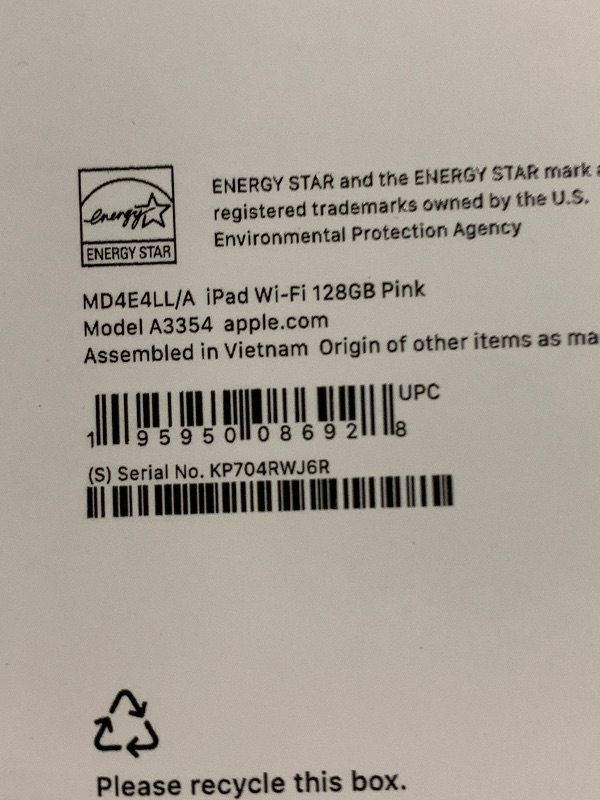 energy
ENERGY STAR
ENERGY STAR and the ENERGY STAR mark
registered trademarks owned by the U.S.
Environmental Protection Agency
MD4E4LL/A iPad Wi-Fi 128GB Pink
Model A3354 apple.com
Assembled in Vietnam Origin of other items as ma
UPC
1 95950 08692 8
(S) Serial No. KP704RWJ6R
Please recycle this box.